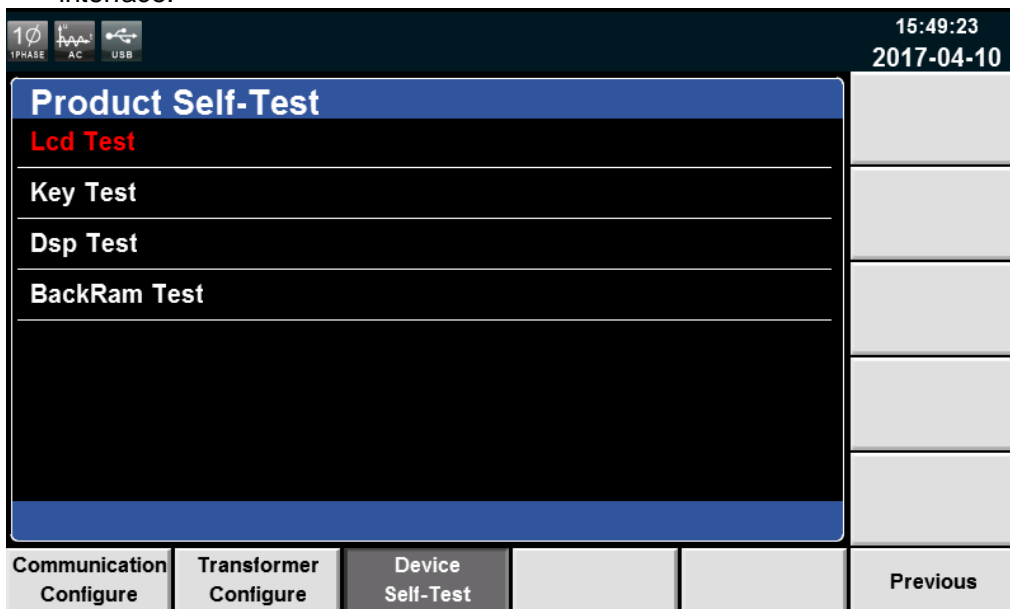 interface.
1Ø
1PHASE
AC
USB
15:49:23
2017-04-10
Product Self-Test
Lcd Test
Key Test
Dsp Test
BackRam Test
Communication
Configure
Transformer
Configure
Device
Self-Test
Previous